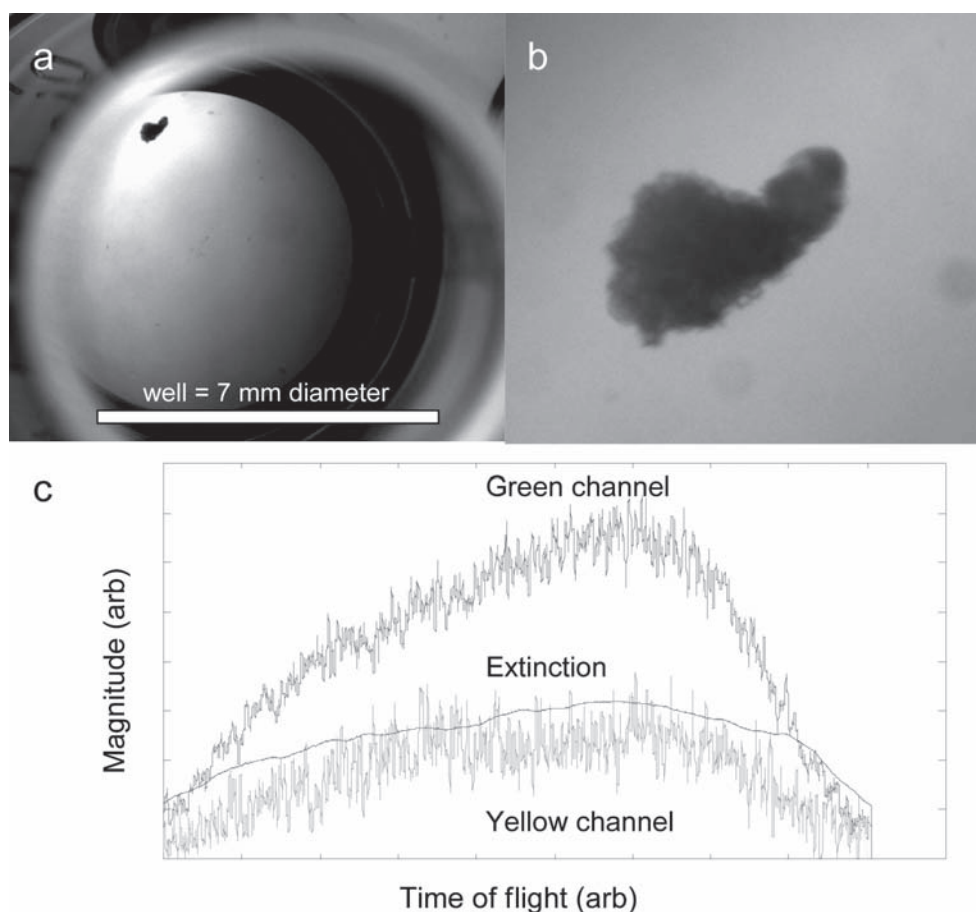 a
b
well = 7 mm diameter
c
Green channel
Extinction
Yellow channel
Magnitude (arb)
Time of flight (arb)